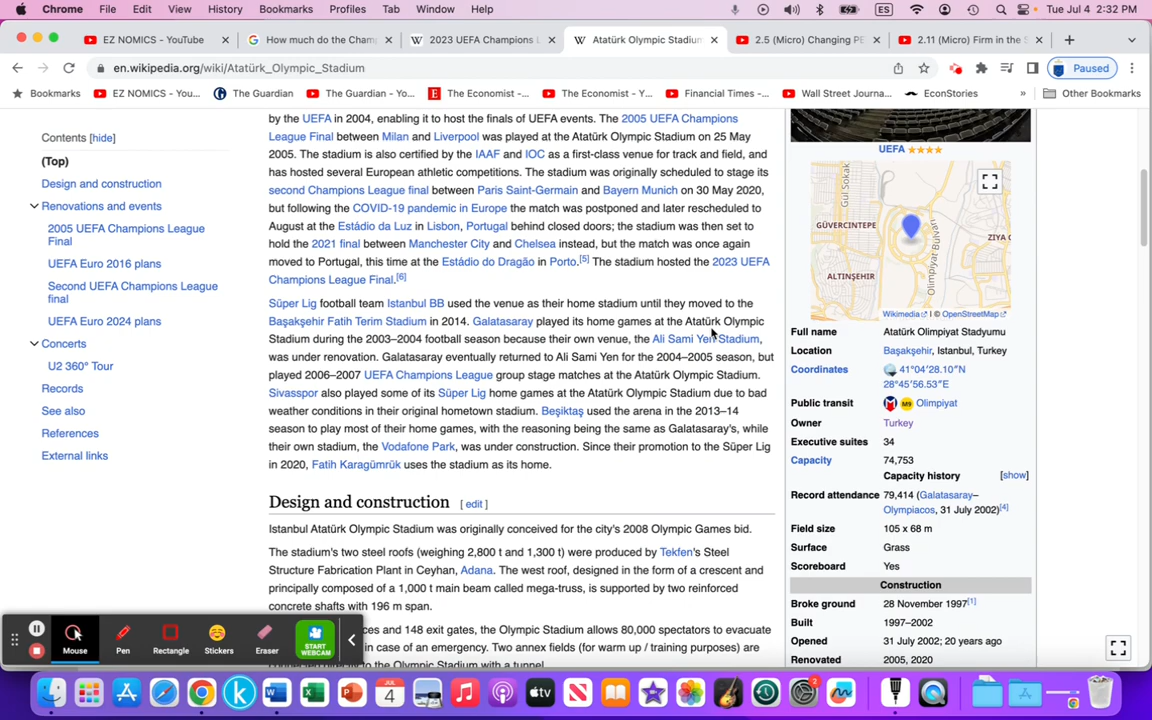 Chrome File Edit View History Bookmarks Profiles Tab Window Help ES Tue Jul 4 2:32 PM
EZ NOMICS - YouTube
How much do the Cham
2023 UEFA Champions L
Atatürk Olympic Stadium
2.5 (Micro) Changing PE
2.11 (Micro) Firm in the S
en.wikipedia.org/wiki/Atatürk_Olympic_Stadium
Paused
Bookmarks EZ NOMICS - You... The Guardian The Guardian - You... The Economist -... The Economist - Y... Financial Times -... Wall Street Journa... EconStories » Other Bookmarks
Contents [hide]
(Top)
Design and construction
Renovations and events
2005 UEFA Champions League
Final
UEFA Euro 2016 plans
Second UEFA Champions League
final
UEFA Euro 2024 plans
Concerts
U2 360° Tour
Records
See also
References
External links
by the UEFA in 2004, enabling it to host the finals of UEFA events. The 2005 UEFA Champions
League Final between Milan and Liverpool was played at the Atatürk Olympic Stadium on 25 May
2005. The stadium is also certified by the IAAF and IOC as a first-class venue for track and field, and
has hosted several European athletic competitions. The stadium was originally scheduled to stage its
second Champions League final between Paris Saint-Germain and Bayern Munich on 30 May 2020,
but following the COVID-19 pandemic in Europe the match was postponed and later rescheduled to
August at the Estádio da Luz in Lisbon, Portugal behind closed doors; the stadium was then set to
hold the 2021 final between Manchester City and Chelsea instead, but the match was once again
moved to Portugal, this time at the Estádio do Dragão in Porto.[5] The stadium hosted the 2023 UEFA
Champions League Final.[6]
Süper Lig football team Istanbul BB used the venue as their home stadium until they moved to the
Başakşehir Fatih Terim Stadium in 2014. Galatasaray played its home games at the Atatürk Olympic
Stadium during the 2003–2004 football season because their own venue, the Ali Sami Yen Stadium,
was under renovation. Galatasaray eventually returned to Ali Sami Yen for the 2004–2005 season, but
played 2006–2007 UEFA Champions League group stage matches at the Atatürk Olympic Stadium.
Sivasspor also played some of its Süper Lig home games at the Atatürk Olympic Stadium due to bad
weather conditions in their original hometown stadium. Beşiktaş used the arena in the 2013–14
season to play most of their home games, with the reasoning being the same as Galatasaray's, while
their own stadium, the Vodafone Park, was under construction. Since their promotion to the Süper Lig
in 2020, Fatih Karagümrük uses the stadium as its home.
Design and construction [ edit ]
Istanbul Atatürk Olympic Stadium was originally conceived for the city's 2008 Olympic Games bid.
The stadium's two steel roofs (weighing 2,800 t and 1,300 t) were produced by Tekfen's Steel
Structure Fabrication Plant in Ceyhan, Adana. The west roof, designed in the form of a crescent and
principally composed of a 1,000 t main beam called mega-truss, is supported by two reinforced
concrete shafts with 196 m span.
ces and 148 exit gates, the Olympic Stadium allows 80,000 spectators to evacuate
in case of an emergency. Two annex fields (for warm up / training purposes) are
connected directly to the Olympic Stadium with a tunnel
UEFA
Gül Sokak
GÜVERCİNTEPE
Olimpiyat Bulvar
ZİYA G
ALTINŞEHİR
Wikimedia | © OpenStreetMap
Full name Atatürk Olimpiyat Stadyumu
Location Başakşehir, Istanbul, Turkey
Coordinates 41°04′28.10″N
28°45′56.53″E
Public transit M M9 Olimpiyat
Owner Turkey
Executive suites 34
Capacity 74,753
Capacity history [show]
Record attendance 79,414 (Galatasaray–
Olympiacos, 31 July 2002)[4]
Field size 105 x 68 m
Surface Grass
Scoreboard Yes
Construction
Broke ground 28 November 1997[1]
Built 1997–2002
Opened 31 July 2002; 20 years ago
Renovated 2005, 2020
Mouse Pen Rectangle Stickers Eraser START
WEBCAM
JUL
4
2